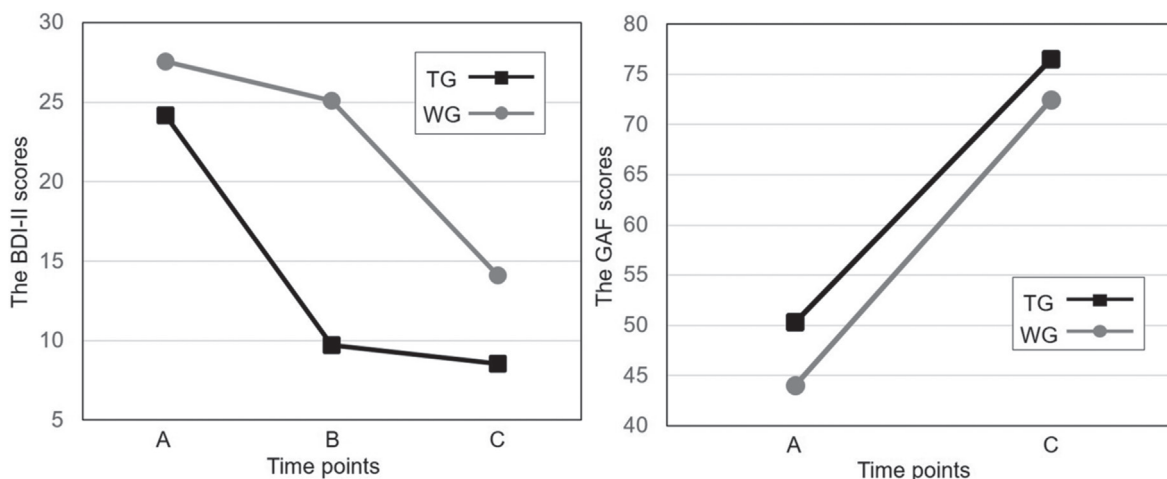 The BDI-II scores
30
25
20
15
10
5
TG
WG
A B C
Time points
The GAF scores
80
75
70
65
60
55
50
45
40
TG
WG
A C
Time points